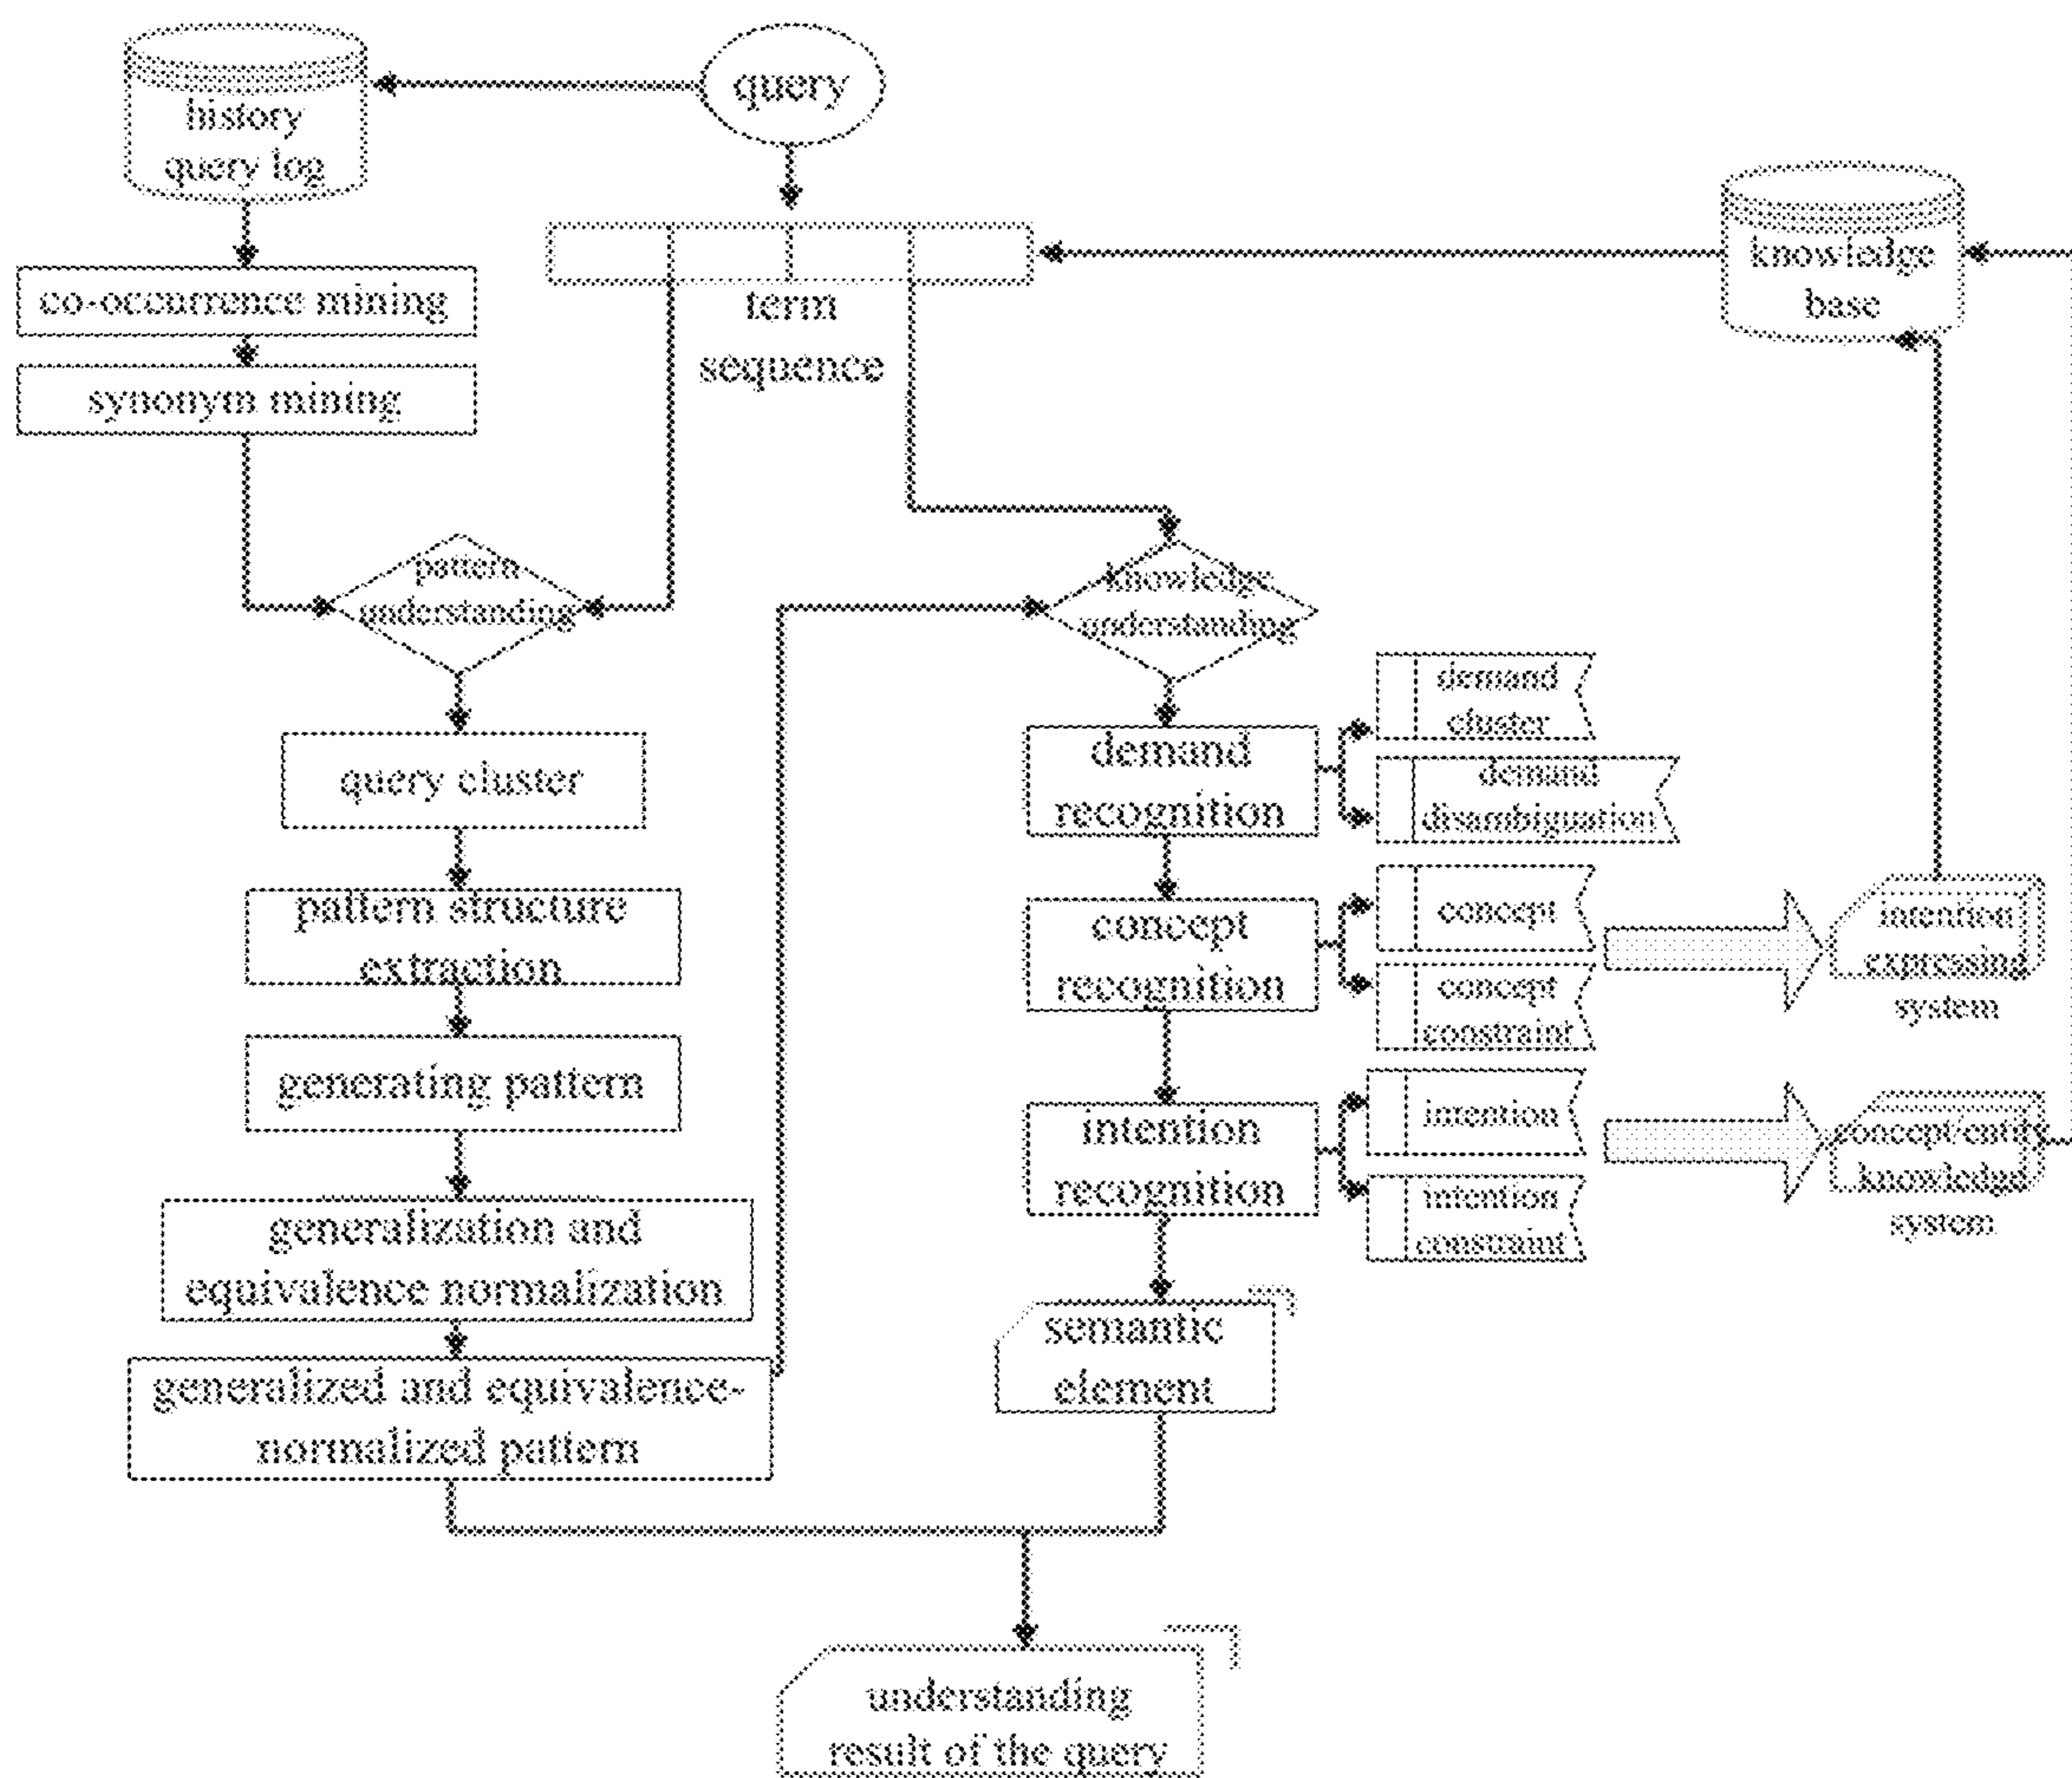 query
history
query log
knowledge
base
term
sequence
co-occurrence mining
synonym mining
pattern
understanding
knowledge
understanding
query cluster
pattern structure
extraction
generating pattern
generalization and
equivalence normalization
generalized and equivalence-
normalized pattern
demand
recognition
demand
cluster
demand
disambiguation
concept
recognition
concept
concept
constraint
intention
expressing
system
intention
recognition
intention
intention
constraint
concept/entity
knowledge
system
semantic
element
understanding
result of the query